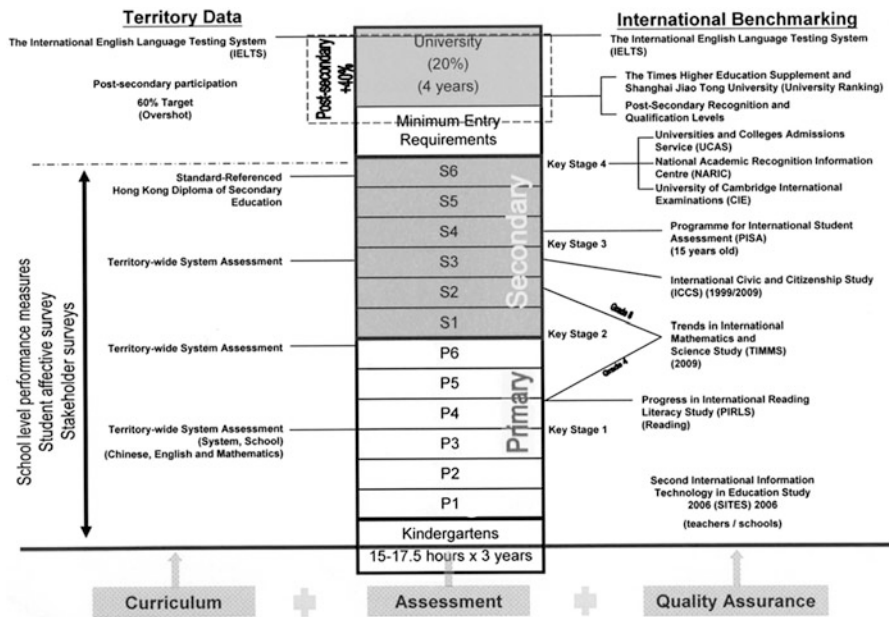 Territory Data
International Benchmarking
The International English Language Testing System
(IELTS)
Post-secondary participation
60% Target
(Overshot)
Post-secondary
+40%
University
(20%)
(4 years)
Minimum Entry
Requirements
The International English Language Testing System
(IELTS)
The Times Higher Education Supplement and
Shanghai Jiao Tong University (University Ranking)
Post-Secondary Recognition and
Qualification Levels
Universities and Colleges Admissions
Service (UCAS)
Key Stage 4
National Academic Recognition Information
Centre (NARIC)
University of Cambridge International
Examinations (CIE)
Standard-Referenced
Hong Kong Diploma of Secondary
Education
S6
S5
S4
S3
S2
S1
Secondary
Key Stage 3
Programme for International Student
Assessment (PISA)
(15 years old)
Territory-wide System Assessment
International Civic and Citizenship Study
(ICCS) (1999/2009)
Grade 8
Key Stage 2
Trends in International
Mathematics and
Science Study (TIMMS)
(2009)
Grade 4
Territory-wide System Assessment
P6
P5
P4
P3
P2
P1
Primary
Progress in International Reading
Literacy Study (PIRLS)
(Reading)
Key Stage 1
Territory-wide System Assessment
(System, School)
(Chinese, English and Mathematics)
School level performance measures
Student affective survey
Stakeholder surveys
Second International Information
Technology in Education Study
2006 (SITES) 2006
(teachers / schools)
Kindergartens
15-17.5 hours x 3 years
Curriculum
+
Assessment
+
Quality Assurance